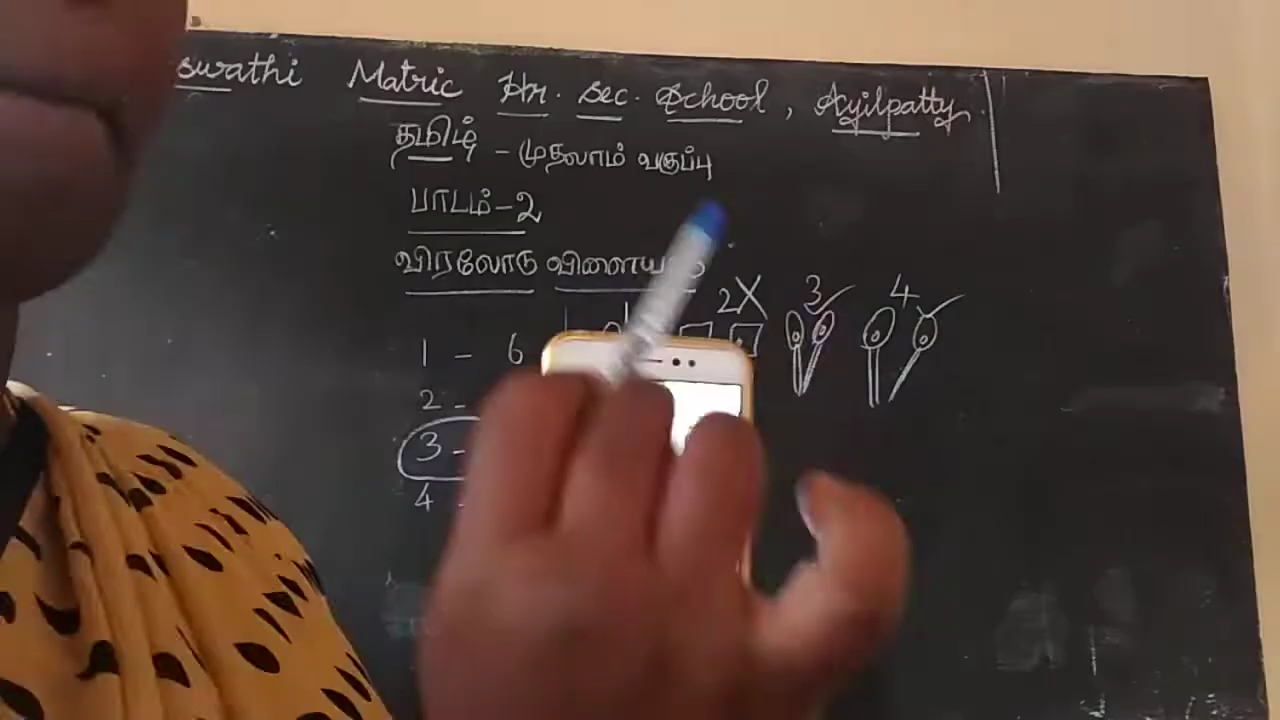 swathi Matric Hr. Sec. School, Ayilpatty
தமிழ் - முதலாம் வகுப்பு
பாடம்-2
விரலோடு
2X 3 4
1 - 6
2 -
3 -
4